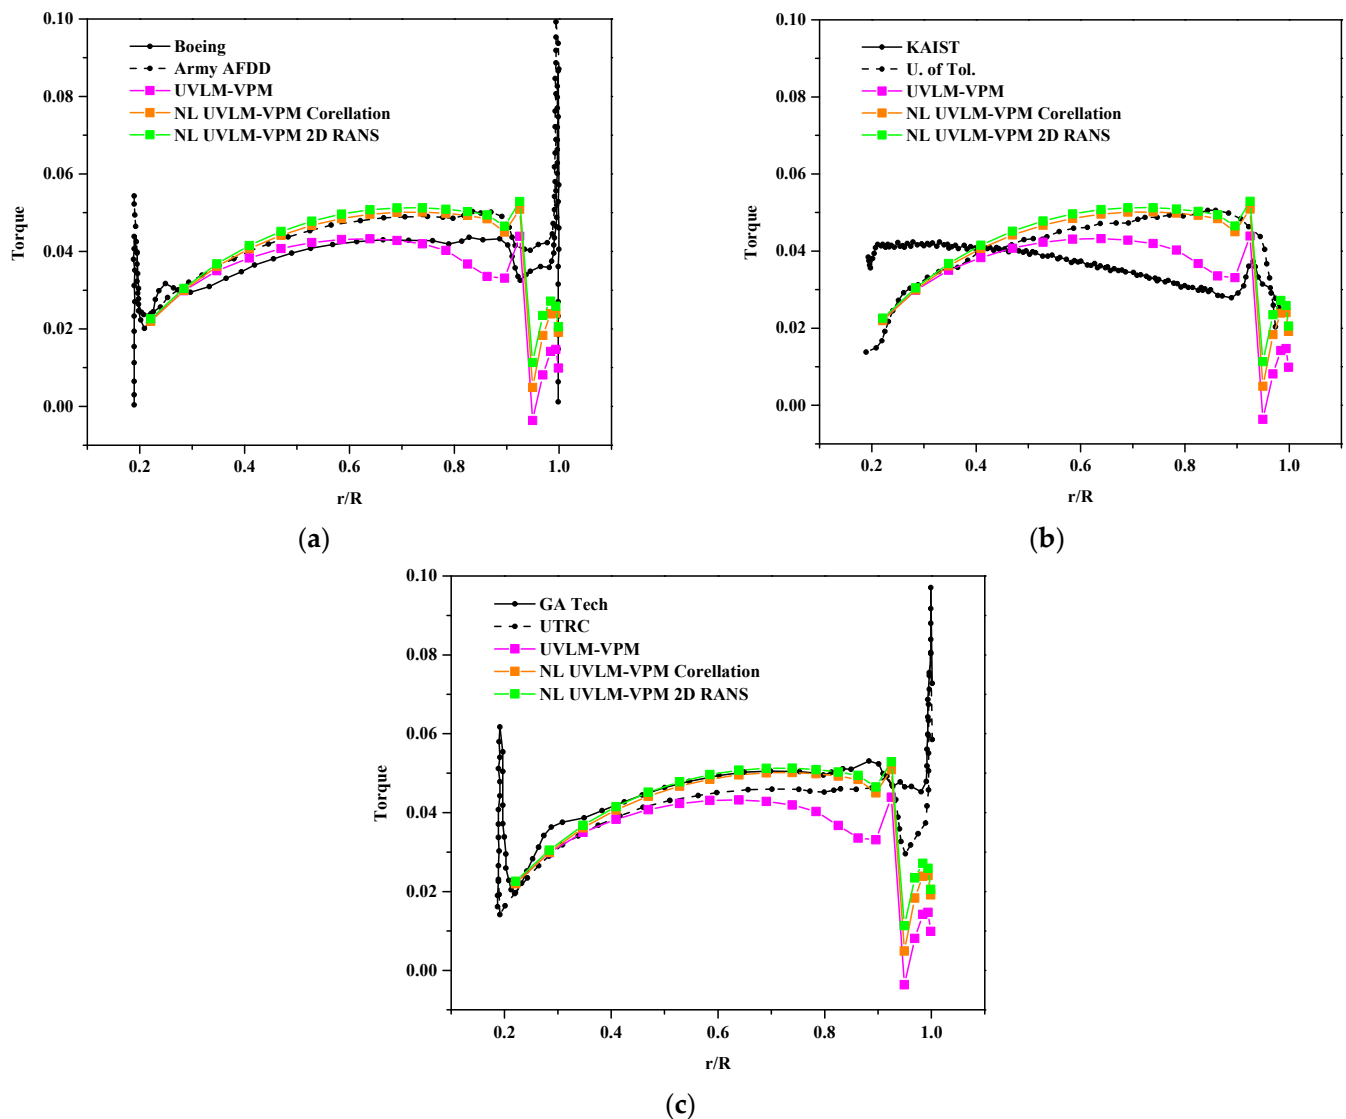 0.10
0.08
0.06
0.04
0.02
0.00
Torque
Boeing
Army AFDD
UVLM-VPM
NL UVLM-VPM Corellation
NL UVLM-VPM 2D RANS
0.2 0.4 0.6 0.8 1.0
r/R
(a)
0.10
0.08
0.06
0.04
0.02
0.00
Torque
KAIST
U. of Tol.
UVLM-VPM
NL UVLM-VPM Corellation
NL UVLM-VPM 2D RANS
0.2 0.4 0.6 0.8 1.0
r/R
(b)
0.10
0.08
0.06
0.04
0.02
0.00
Torque
GA Tech
UTRC
UVLM-VPM
NL UVLM-VPM Corellation
NL UVLM-VPM 2D RANS
0.2 0.4 0.6 0.8 1.0
r/R
(c)